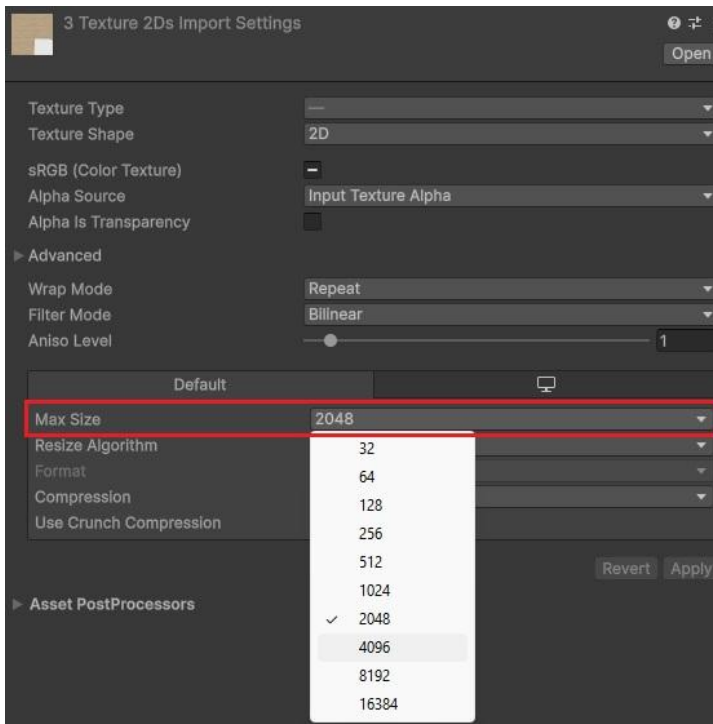 3 Texture 2Ds Import Settings
Open
Texture Type —
Texture Shape 2D
sRGB (Color Texture)
Alpha Source Input Texture Alpha
Alpha Is Transparency
Advanced
Wrap Mode Repeat
Filter Mode Bilinear
Aniso Level 1
Default
Max Size 2048
Resize Algorithm
Format
Compression
Use Crunch Compression
32
64
128
256
512
1024
2048
4096
8192
16384
Revert Apply
Asset PostProcessors